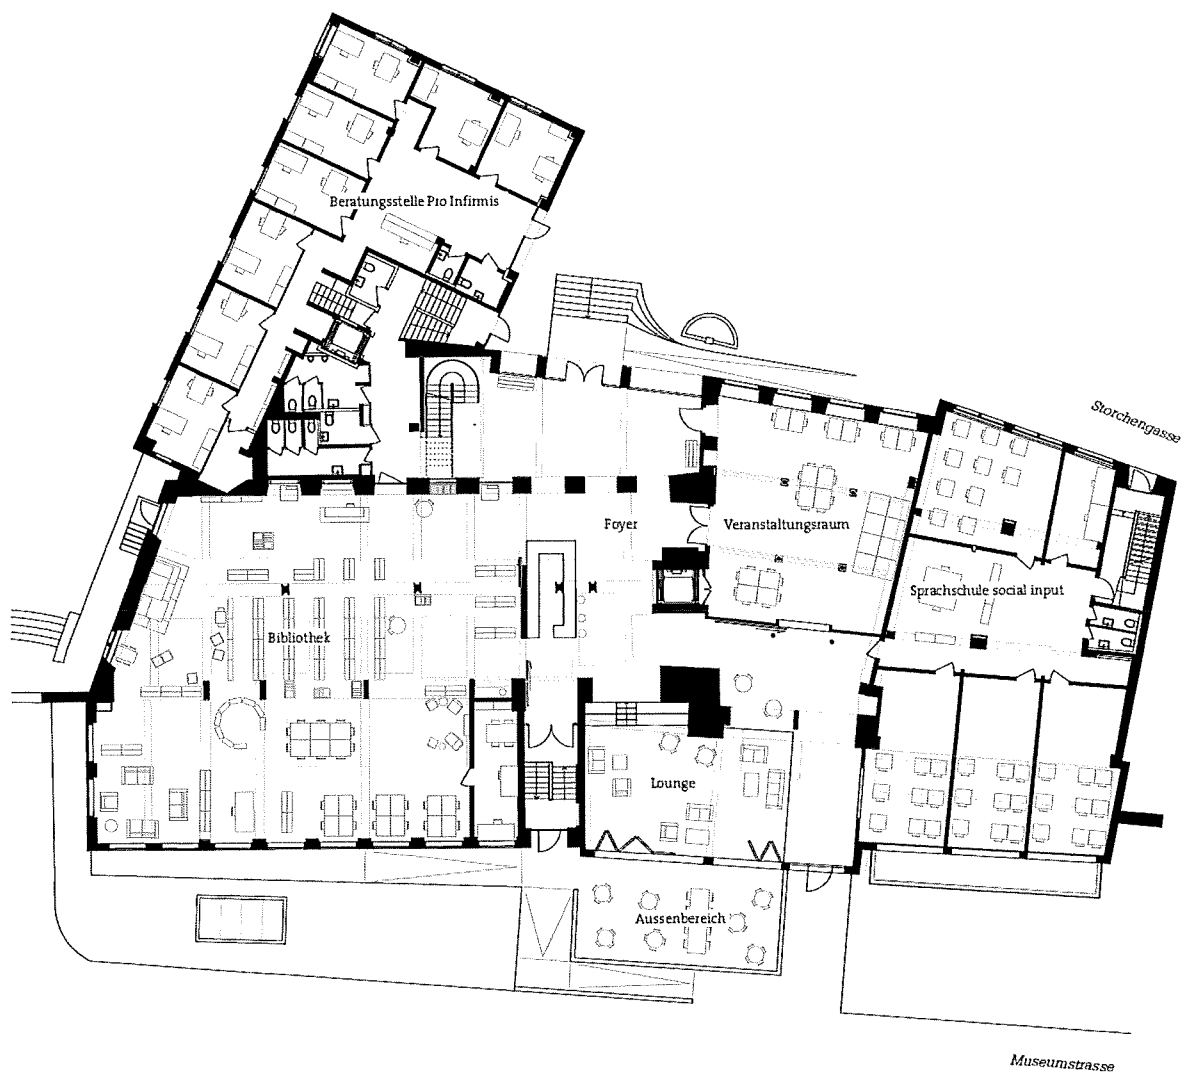 Beratungsstelle Pro Infirmis
Storchengasse
Foyer
Veranstaltungsraum
Sprachschule social input
Bibliothek
Lounge
Aussenbereich
Museumstrasse